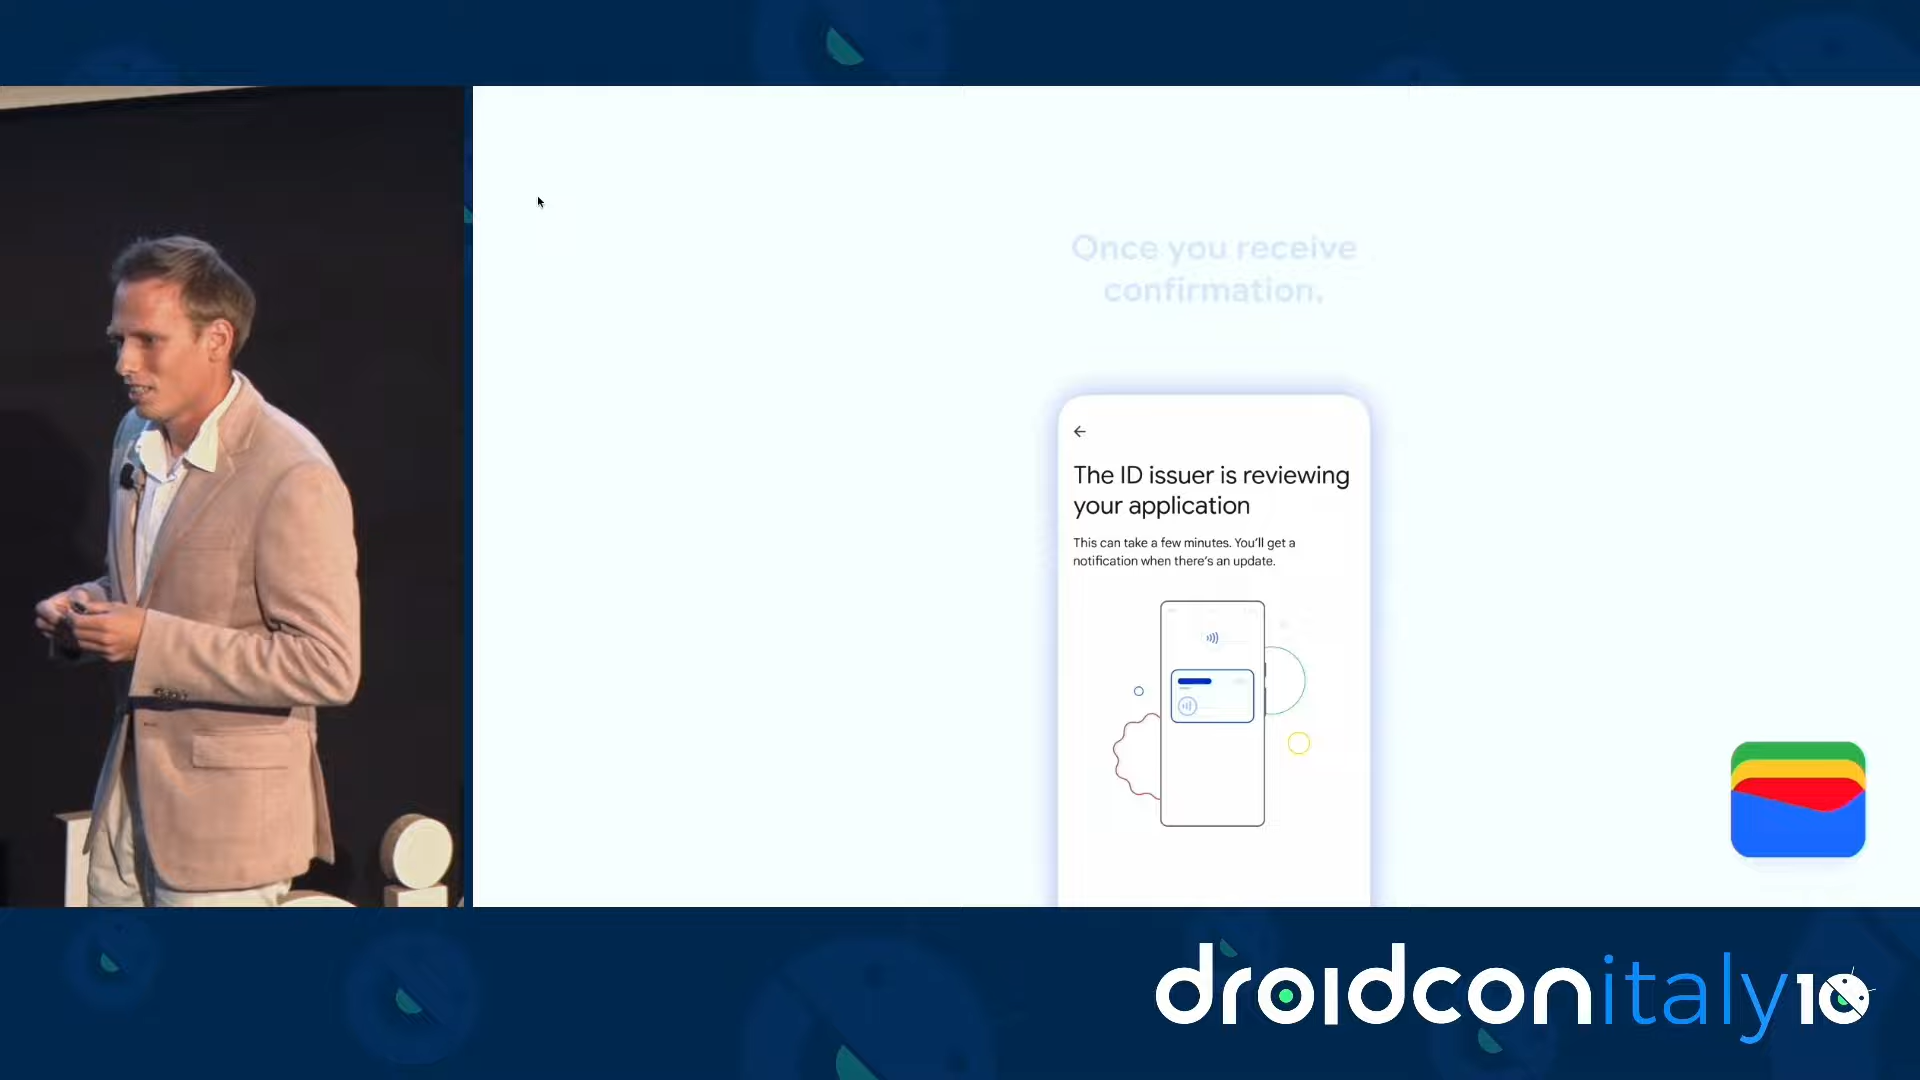 Once you receive
confirmation.
The ID issuer is reviewing
your application
This can take a few minutes. You'll get a
notification when there's an update.
droidconitaly10